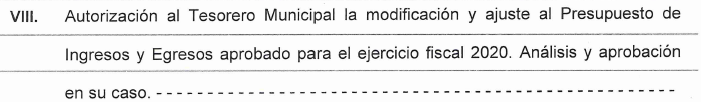 VIII. Autorización al Tesorero Municipal la modificación y ajuste al Presupuesto de
Ingresos y Egresos aprobado para el ejercicio fiscal 2020. Análisis y aprobación
en su caso. - - - - - - - - - - - - - - - - - - - - - - - - - - - - - - - - - - - - - - - - - - - - - - - - - - - - -